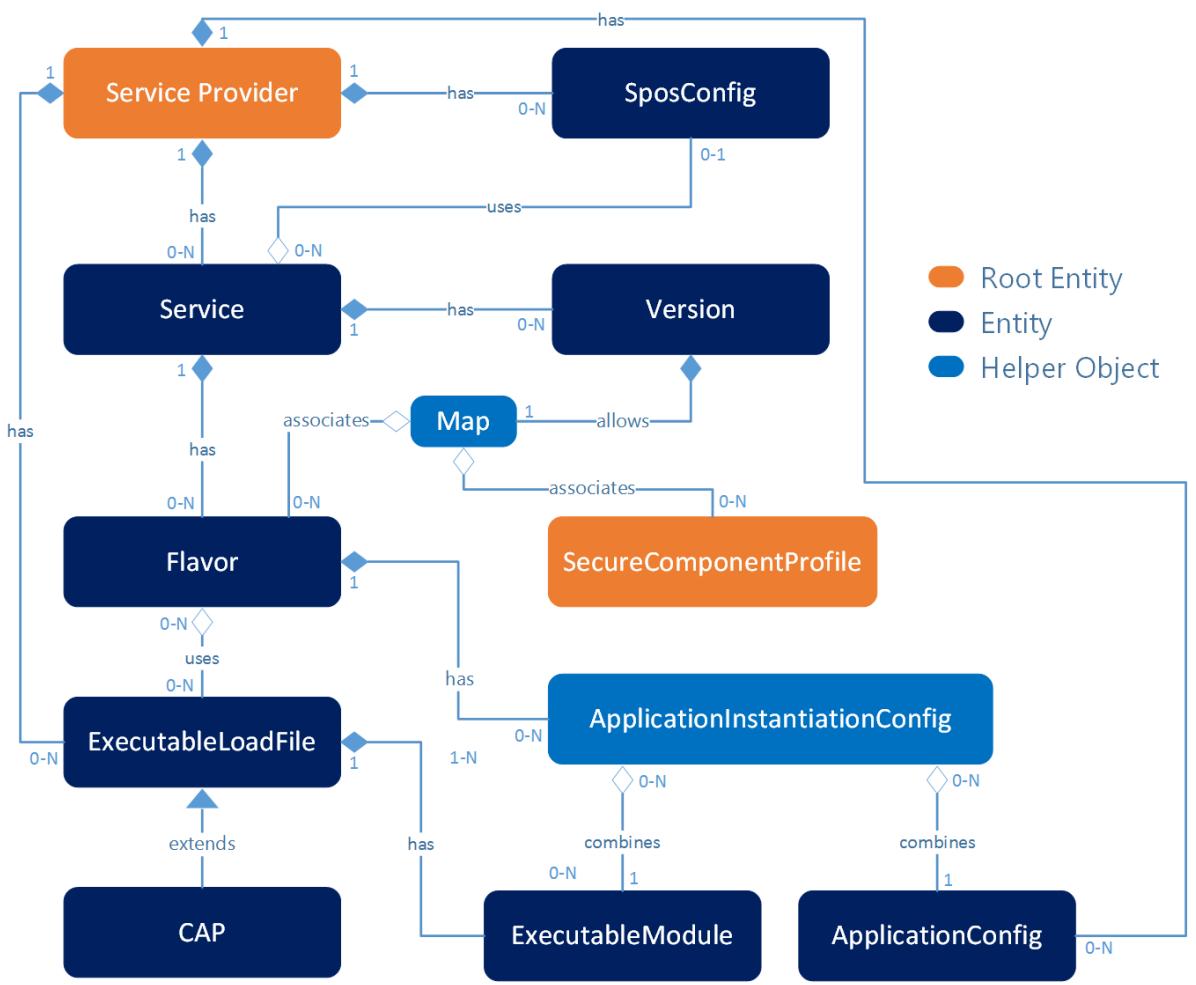 has
1
1
Service Provider
1
has
0-N
SposConfig
1
0-1
has
uses
0-N
0-N
Service
1
has
0-N
Version
Root Entity
Entity
Helper Object
1
associates
Map
1
allows
has
has
associates
0-N
0-N
0-N
Flavor
1
SecureComponentProfile
0-N
uses
0-N
has
ApplicationInstantiationConfig
0-N
ExecutableLoadFile
0-N
1
1-N
0-N
0-N
extends
has
combines
combines
0-N
1
1
CAP
ExecutableModule
ApplicationConfig
0-N